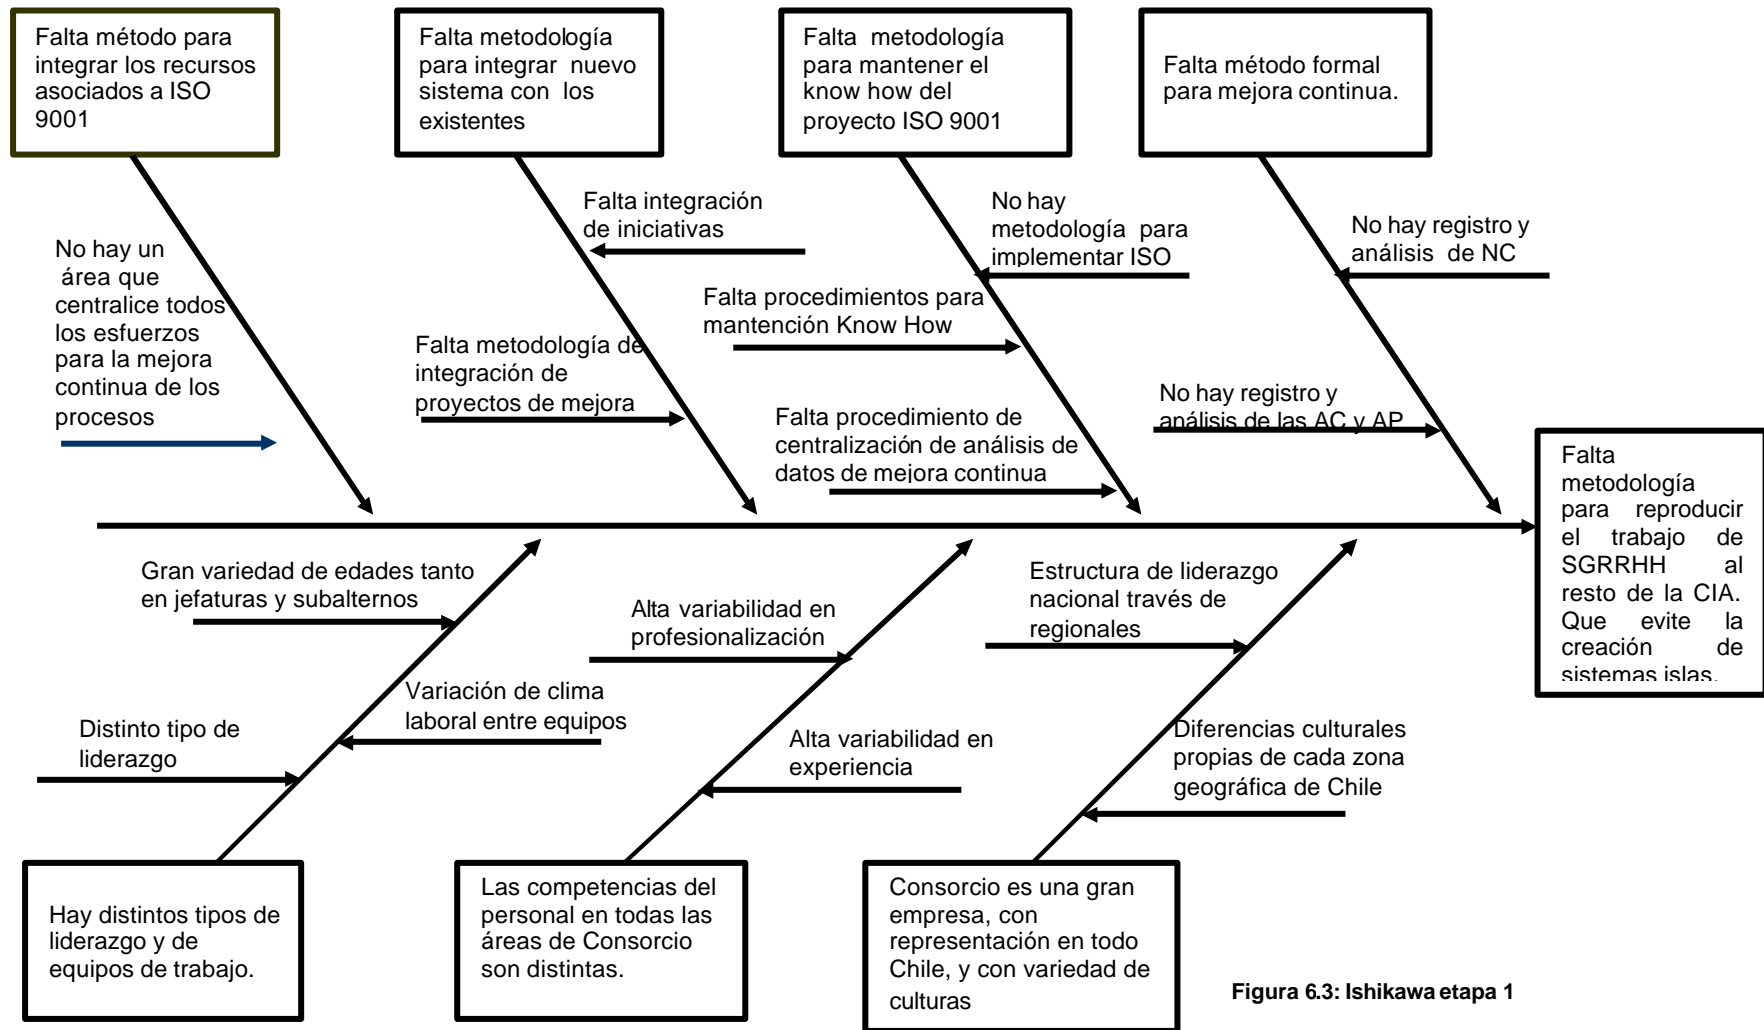 Falta método para
integrar los recursos
asociados a ISO
9001
Falta metodología
para integrar nuevo
sistema con los
existentes
Falta metodología
para mantener el
know how del
proyecto ISO 9001
Falta método formal
para mejora continua.
No hay un
área que
centralice todos
los esfuerzos
para la mejora
continua de los
procesos
Falta integración
de iniciativas
Falta metodología de
integración de
proyectos de mejora
No hay
metodología para
implementar ISO
Falta procedimientos para
mantención Know How
Falta procedimiento de
centralización de análisis de
datos de mejora continua
No hay registro y
análisis de NC
No hay registro y
análisis de las AC y AP
Falta
metodología
para reproducir
el trabajo de
SGRRHH al
resto de la CIA.
Que evite la
creación de
sistemas islas.
Gran variedad de edades tanto
en jefaturas y subalternos
Distinto tipo de
liderazgo
Variación de clima
laboral entre equipos
Alta variabilidad en
profesionalización
Alta variabilidad en
experiencia
Estructura de liderazgo
nacional través de
regionales
Diferencias culturales
propias de cada zona
geográfica de Chile
Hay distintos tipos de
liderazgo y de
equipos de trabajo.
Las competencias del
personal en todas las
áreas de Consorcio
son distintas.
Consorcio es una gran
empresa, con
representación en todo
Chile, y con variedad de
culturas
Figura 6.3: Ishikawa etapa 1